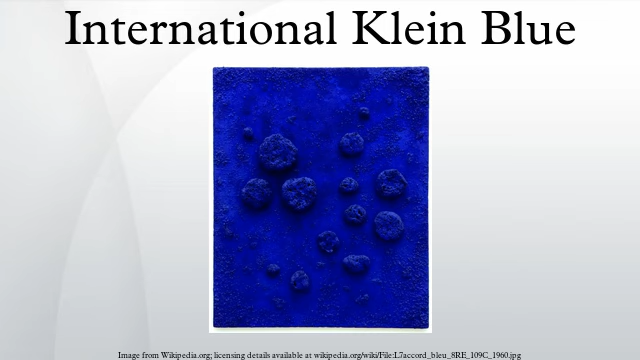 International Klein Blue
Image from Wikipedia.org; licensing details available at wikipedia.org/wiki/File:L7accord_bleu_8RE_109C_1960.jpg